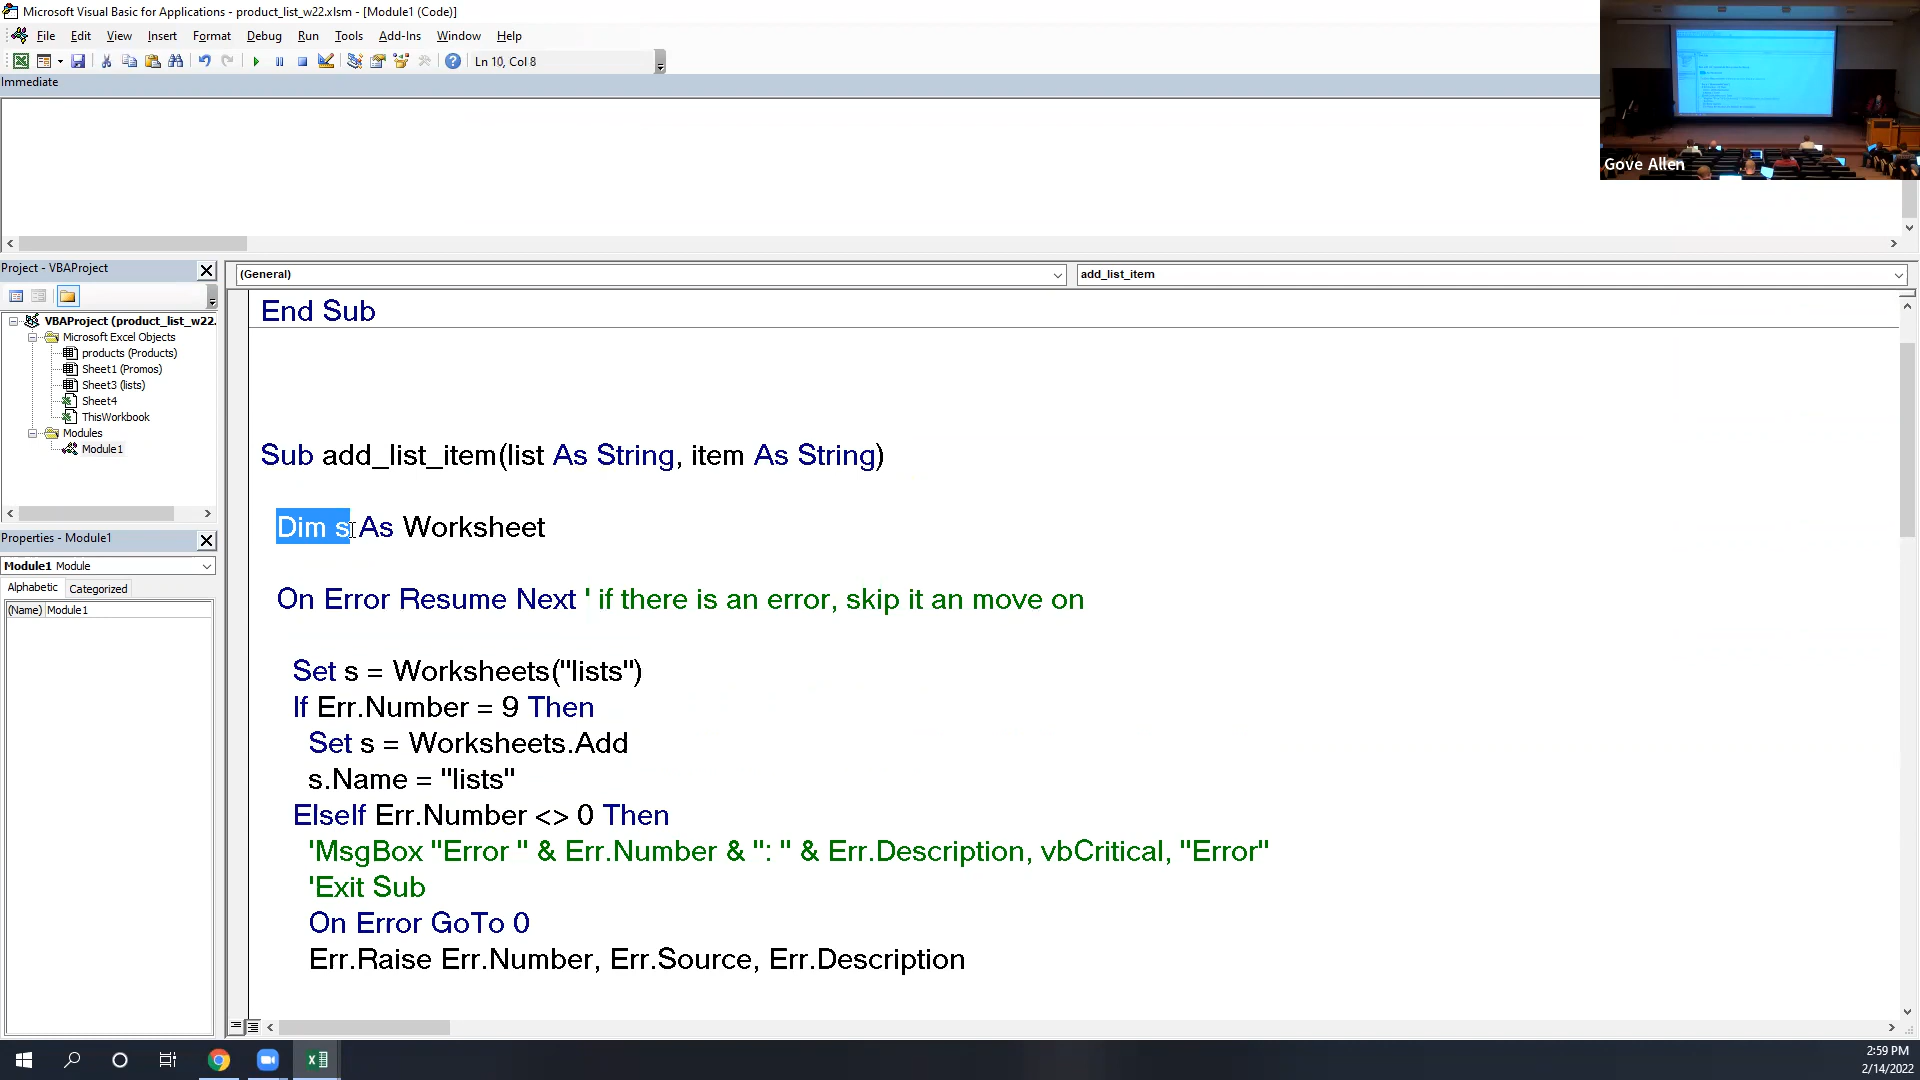 Microsoft Visual Basic for Applications - product_list_w22.xlsm - [Module1 (Code)]
File Edit View Insert Format Debug Run Tools Add-Ins Window Help
Ln 10, Col 8
Immediate
Gove Allen
Project - VBAProject
(General)
add_list_item
VBAProject (product_list_w22.
Microsoft Excel Objects
products (Products)
Sheet1 (Promos)
Sheet3 (lists)
Sheet4
ThisWorkbook
Modules
Module1
Properties - Module1
Module1 Module
Alphabetic Categorized
(Name) Module1
End Sub
Sub add_list_item(list As String, item As String)
Dim s As Worksheet
On Error Resume Next ' if there is an error, skip it an move on
Set s = Worksheets("lists")
If Err.Number = 9 Then
Set s = Worksheets.Add
s.Name = "lists"
ElseIf Err.Number <> 0 Then
'MsgBox "Error " & Err.Number & ": " & Err.Description, vbCritical, "Error"
'Exit Sub
On Error GoTo 0
Err.Raise Err.Number, Err.Source, Err.Description
2:59 PM
2/14/2022